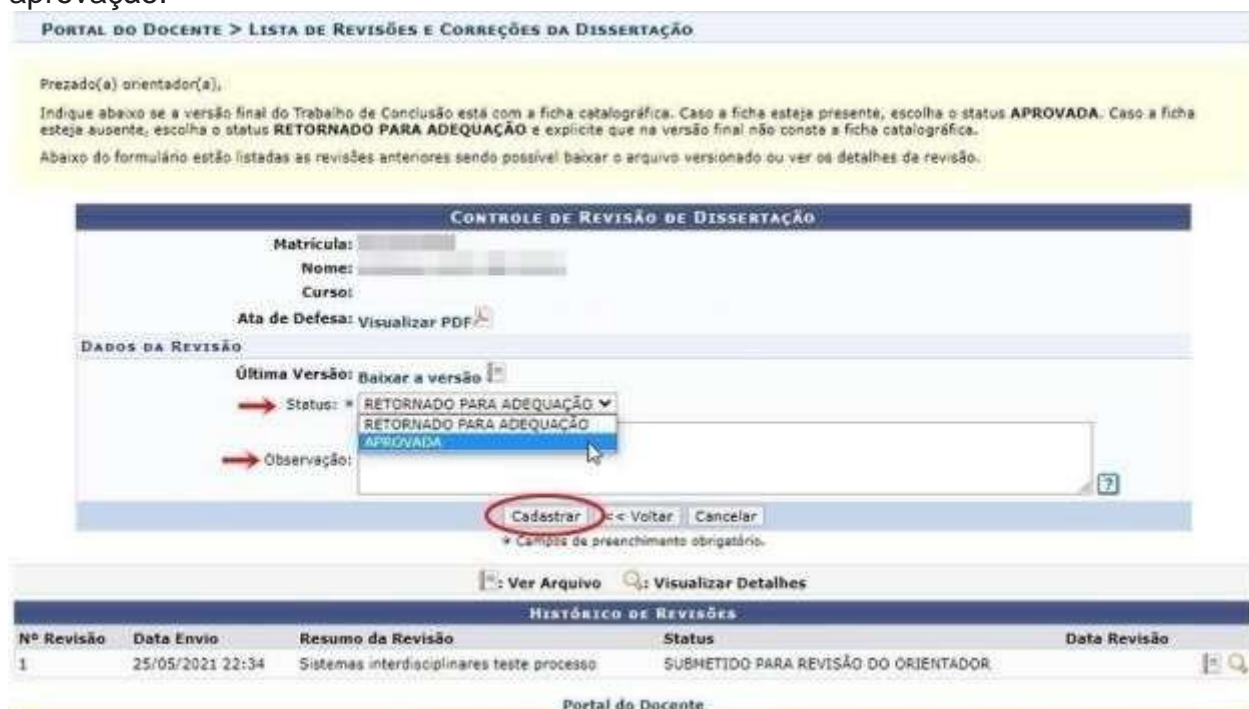 aprovação.
PORTAL DO DOCENTE > LISTA DE REVISÕES E CORREÇÕES DA DISSERTAÇÃO
Prezado(a) orientador(a),
Indique abaixo se a versão final do Trabalho de Conclusão está com a ficha catalográfica. Caso a ficha esteja presente, escolha o status APROVADA. Caso a ficha
esteja ausente, escolha o status RETORNADO PARA ADEQUAÇÃO e explicite que na versão final não consta a ficha catalográfica.
Abaixo do formulário estão listadas as revisões anteriores sendo possível baixar o arquivo versionado ou ver os detalhes da revisão.
CONTROLE DE REVISÃO DE DISSERTAÇÃO
Matrícula:
Nome:
Curso:
Ata de Defesa: Visualizar PDF
DADOS DA REVISÃO
Última Versão: Baixar a versão
Status: * RETORNADO PARA ADEQUAÇÃO
RETORNADO PARA ADEQUAÇÃO
APROVADA
Observação:
?
Cadastrar << Voltar Cancelar
* Campos de preenchimento obrigatório.
: Ver Arquivo : Visualizar Detalhes
HISTÓRICO DE REVISÕES
Nº Revisão Data Envio Resumo da Revisão Status Data Revisão
1 25/05/2021 22:34 Sistemas interdisciplinares teste processo SUBMETIDO PARA REVISÃO DO ORIENTADOR
Portal do Docente